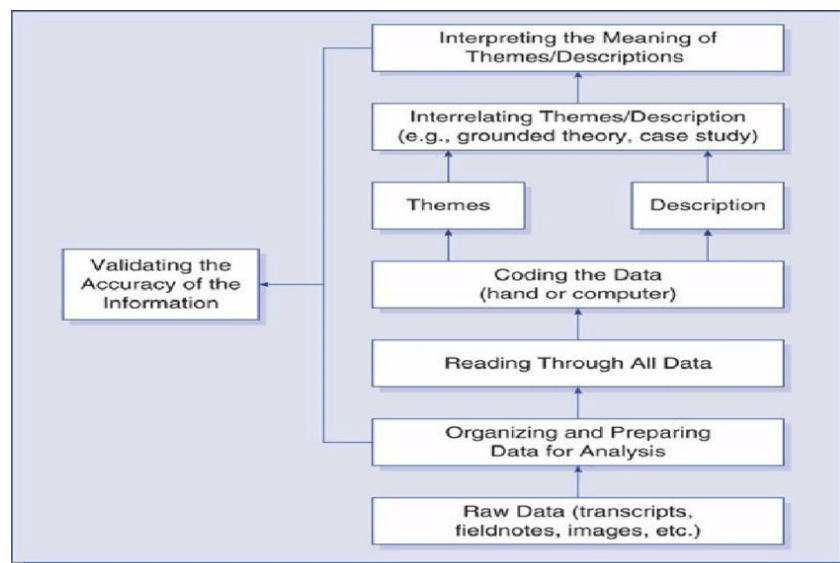 Interpreting the Meaning of
Themes/Descriptions
Interrelating Themes/Description
(e.g., grounded theory, case study)
Themes
Description
Validating the
Accuracy of the
Information
Coding the Data
(hand or computer)
Reading Through All Data
Organizing and Preparing
Data for Analysis
Raw Data (transcripts,
fieldnotes, images, etc.)